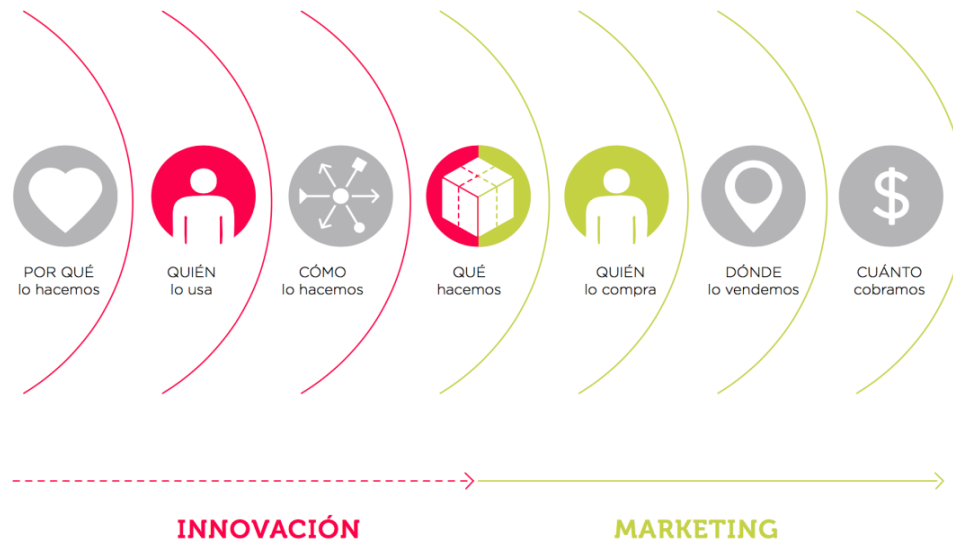 POR QUÉ
lo hacemos
QUIÉN
lo usa
CÓMO
lo hacemos
QUÉ
hacemos
QUIÉN
lo compra
DÓNDE
lo vendemos
CUÁNTO
cobramos
$
INNOVACIÓN
MARKETING